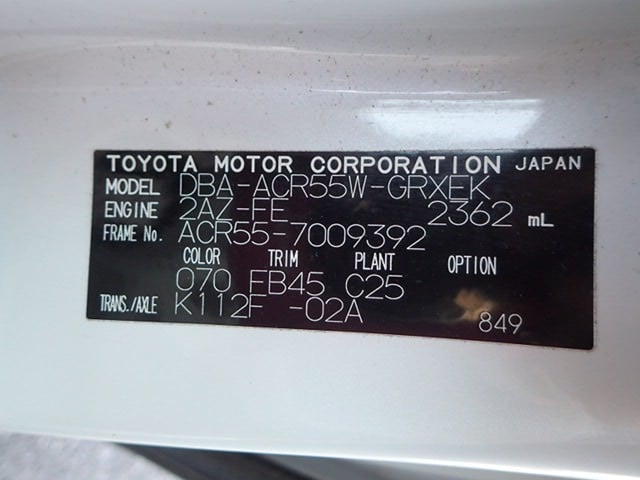 TOYOTA MOTOR CORPORATION JAPAN
MODEL DBA-ACR55W-GRXEK
ENGINE 2AZ-FE 2362 mL
FRAME No. ACR55-7009392
COLOR TRIM PLANT OPTION
070 FB45 C25
TRANS./AXLE K112F -02A
849